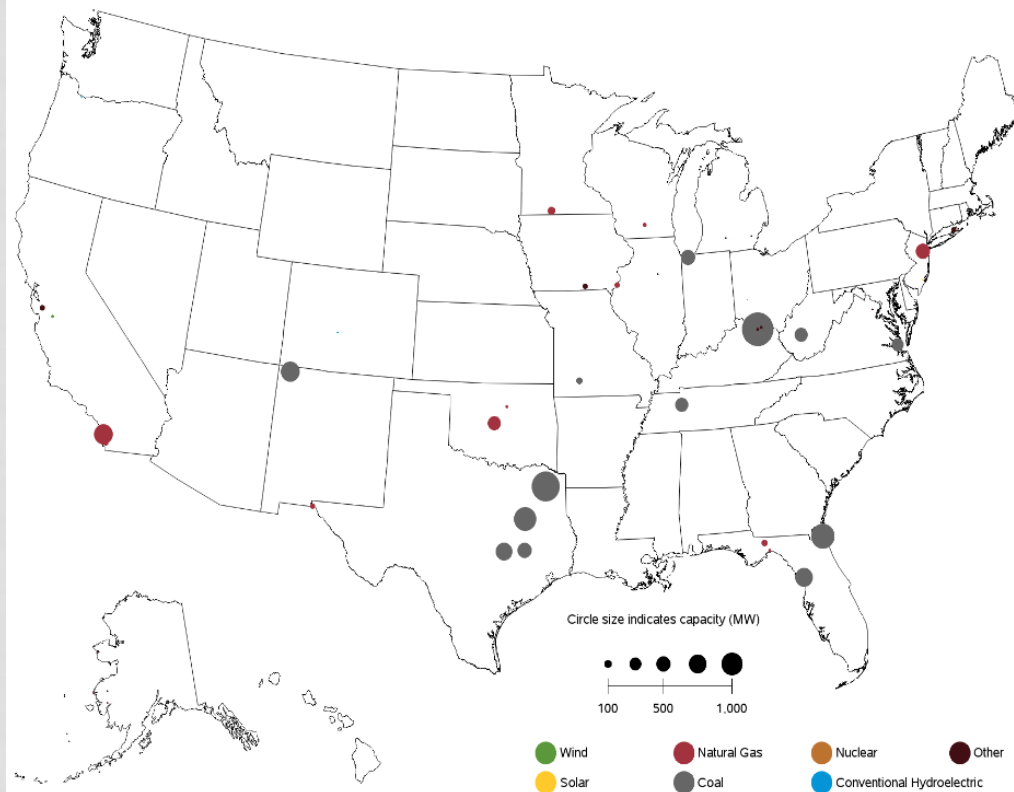 Circle size indicates capacity (MW)
100 500 1,000
Wind Natural Gas Nuclear Other
Solar Coal Conventional Hydroelectric